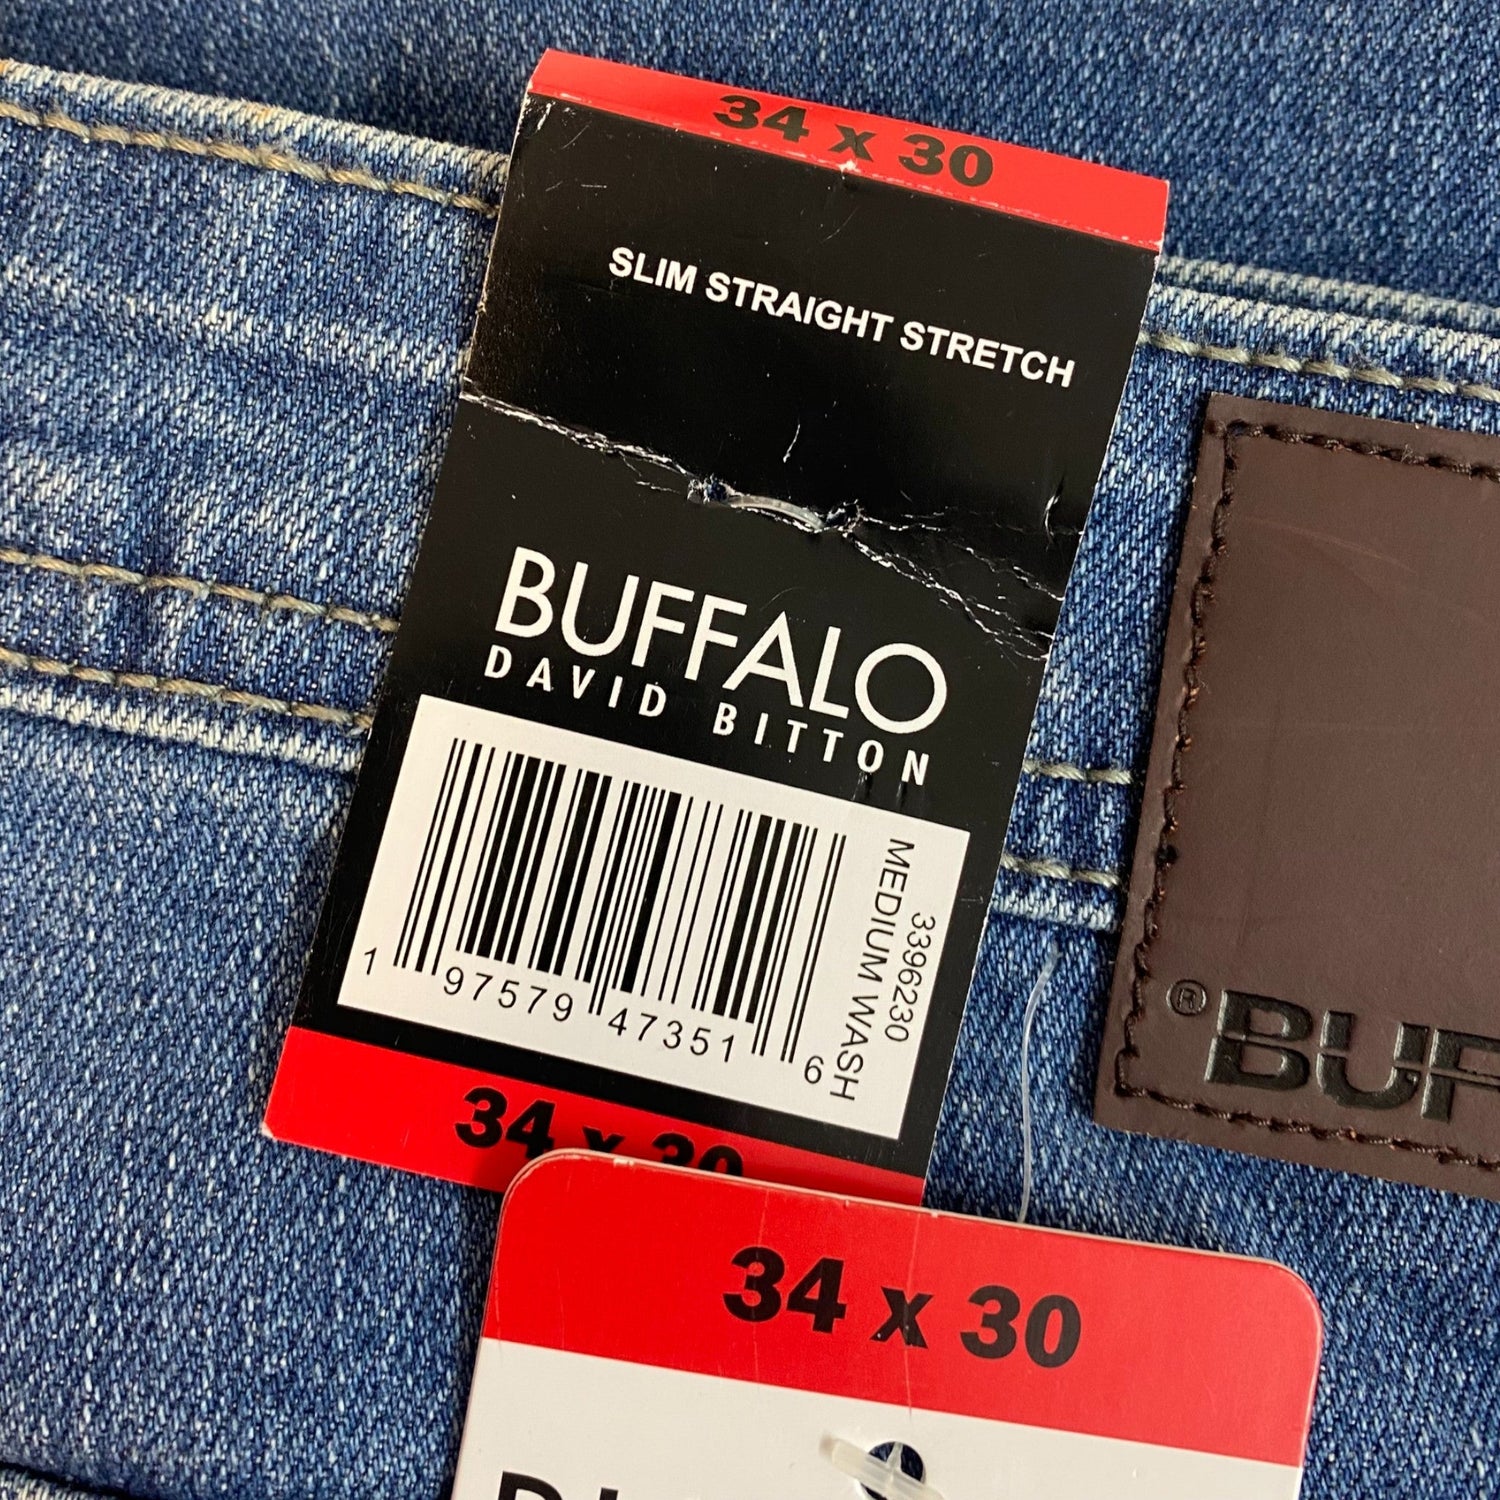 34 x 30
SLIM STRAIGHT STRETCH
BUFFALO
DAVID BITTON
MEDIUM WASH
3396230
1 97579 47351 6
34 x 30
® BUF
34 x 30